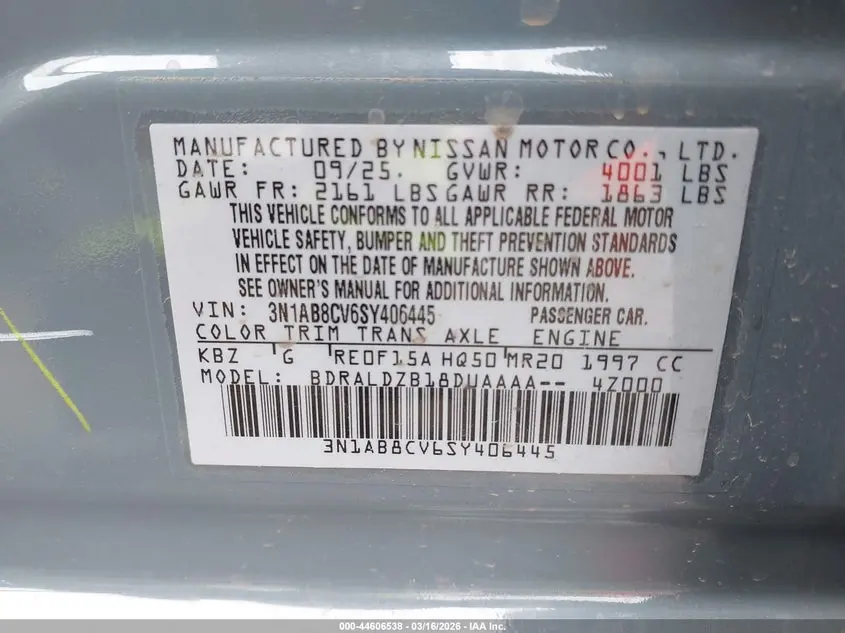 MANUFACTURED BY NISSAN MOTOR CO., LTD.
DATE: 09/25. GVWR: 4001 LBS
GAWR FR: 2161 LBS GAWR RR: 1863 LBS
THIS VEHICLE CONFORMS TO ALL APPLICABLE FEDERAL MOTOR
VEHICLE SAFETY, BUMPER AND THEFT PREVENTION STANDARDS
IN EFFECT ON THE DATE OF MANUFACTURE SHOWN ABOVE.
SEE OWNER'S MANUAL FOR ADDITIONAL INFORMATION.
VIN: 3N1AB8CV6SY406445 PASSENGER CAR.
COLOR TRIM TRANS AXLE ENGINE
KBZ G RE0F15A HQ50 MR20 1997 CC
MODEL: BDRALDZB18DUAAAA-- 4Z000
3N1AB8CV6SY406445
000-44606538 - 03/16/2026 - IAA Inc.